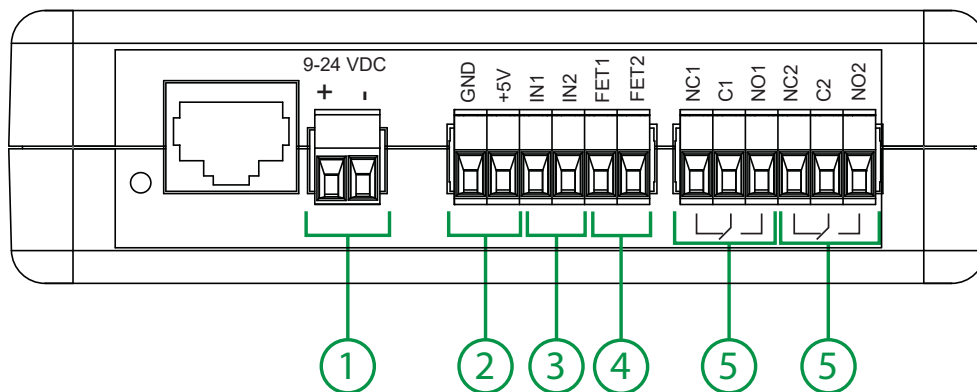 9-24 VDC
+ -
GND +5V IN1 IN2 FET1 FET2
NC1 C1 NO1 NC2 C2 NO2
1 2 3 4 5 5